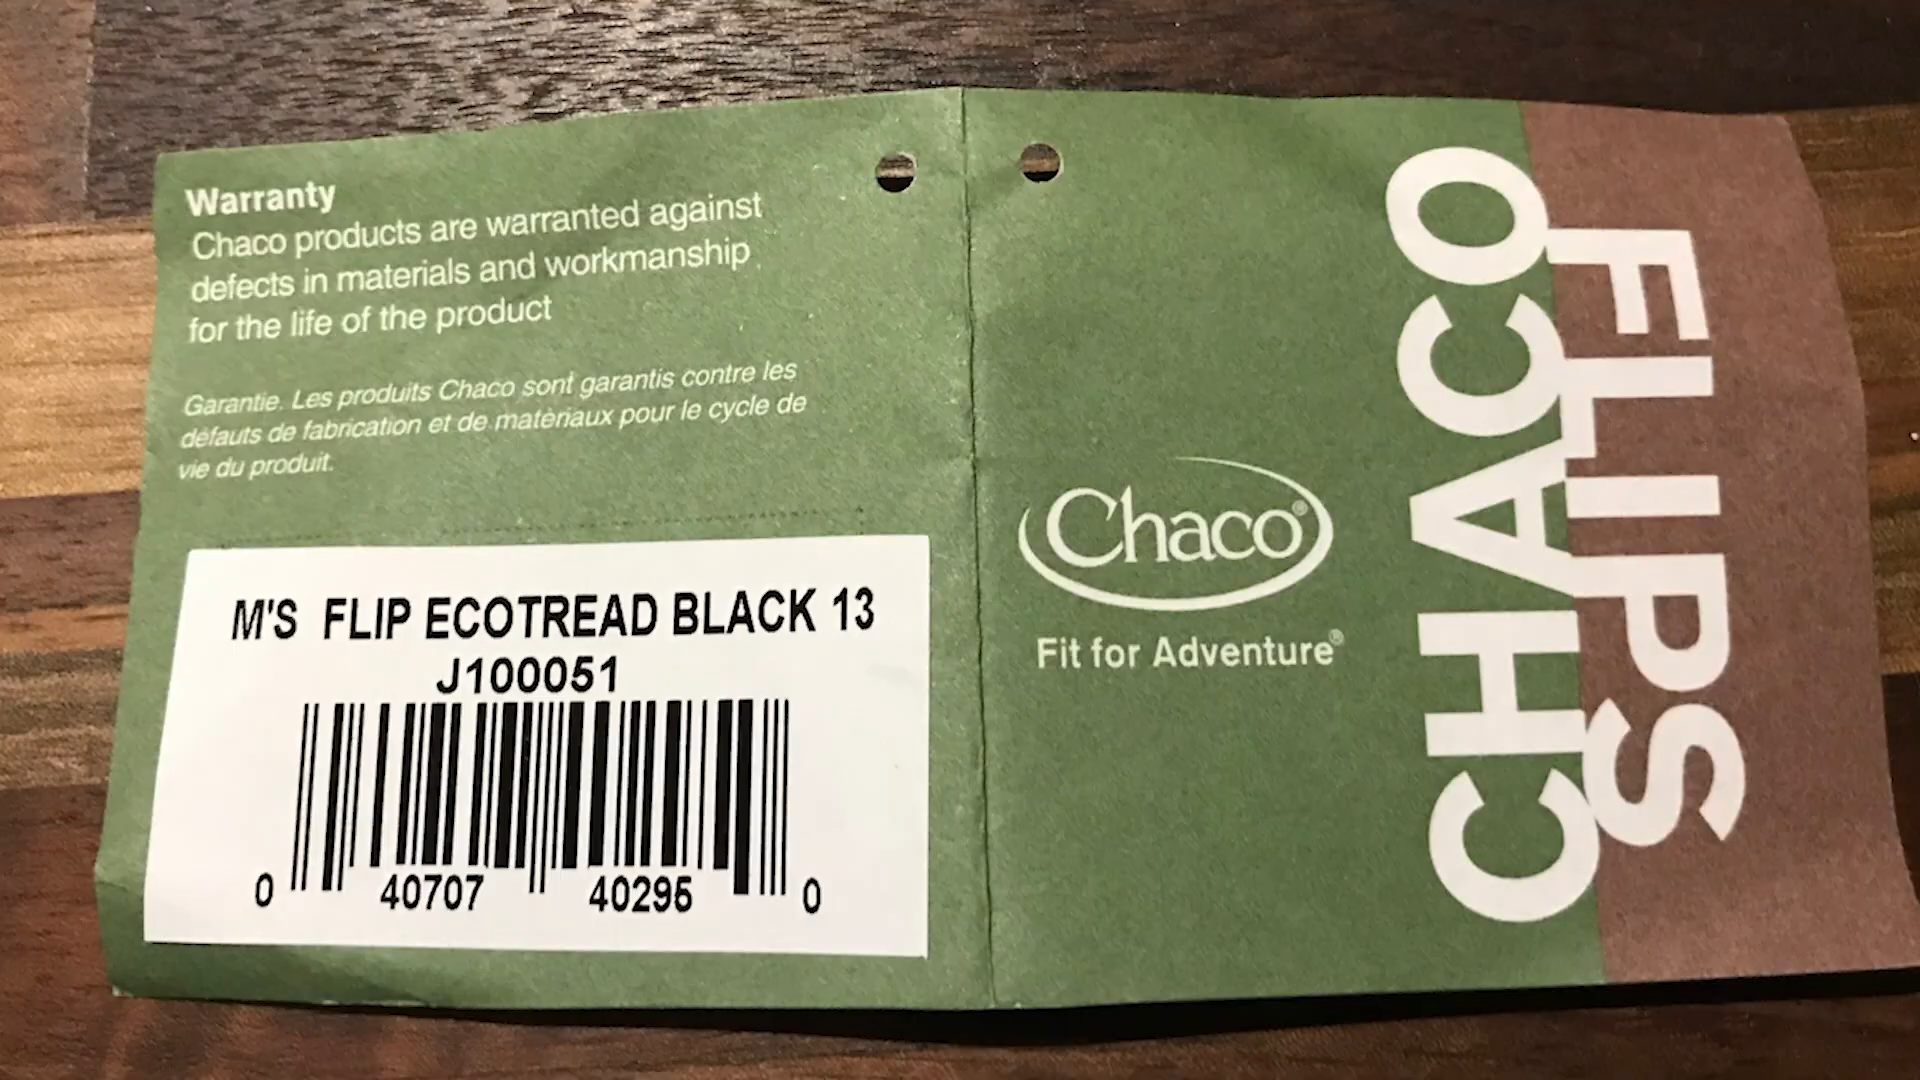 Warranty
Chaco products are warranted against
defects in materials and workmanship
for the life of the product
Garantie. Les produits Chaco sont garantis contre les
défauts de fabrication et de matèriaux pour le cycle de
vie du produit.
M'S FLIP ECOTREAD BLACK 13
J100051
0 40707 40295 0
Chaco®
Fit for Adventure®
CHACO
FLIPS